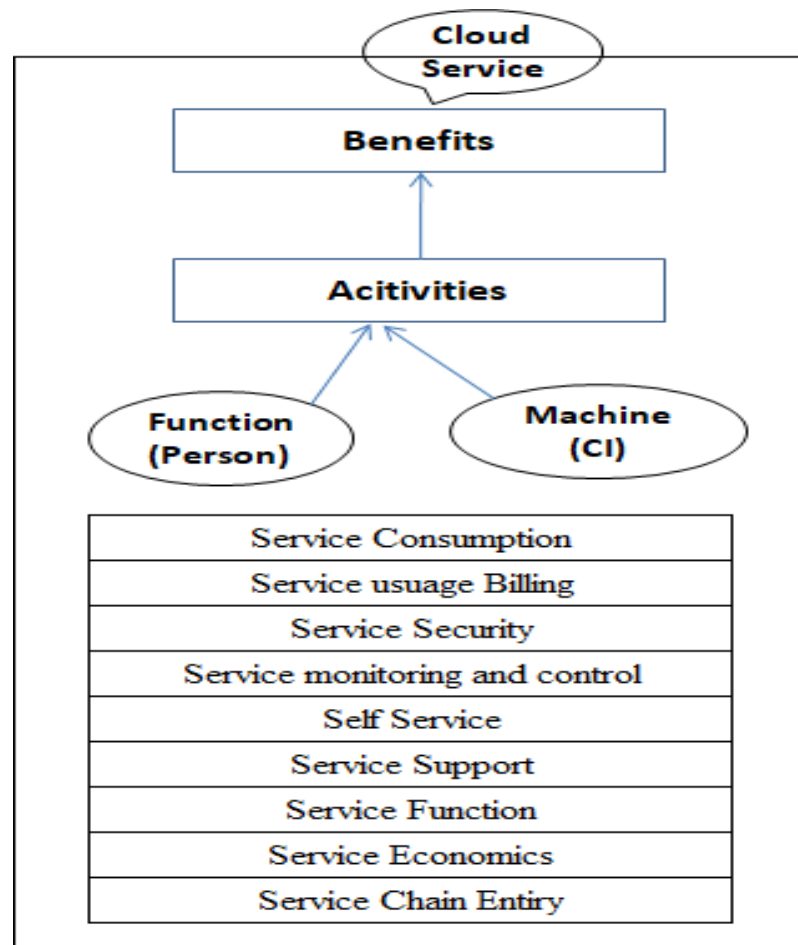 Cloud
Service
Benefits
Acitivities
Function
(Person)
Machine
(CI)
Service Consumption
Service usuage Billing
Service Security
Service monitoring and control
Self Service
Service Support
Service Function
Service Economics
Service Chain Entiry